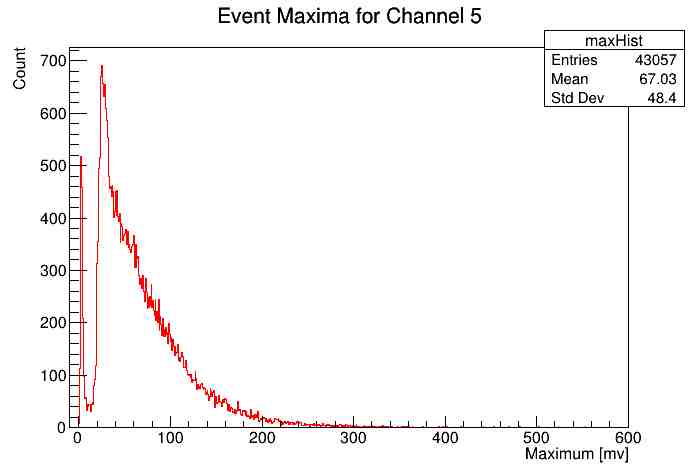 Event Maxima for Channel 5
maxHist
Entries 43057
Mean 67.03
Std Dev 48.4
Count
700
600
500
400
300
200
100
0
0 100 200 300 400 500 600
Maximum [mv]